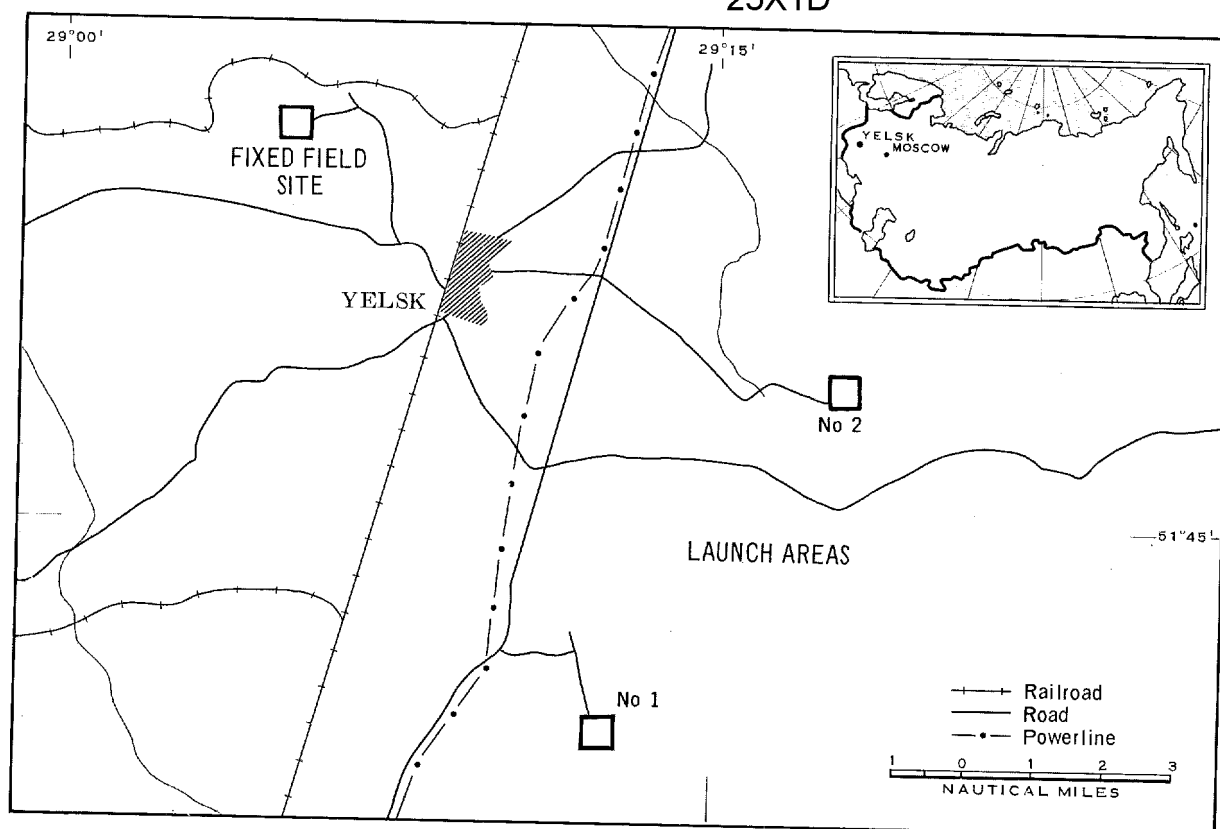 29°00'
29°15'
YELSK
MOSCOW
FIXED FIELD
SITE
YELSK
No 2
LAUNCH AREAS
51°45'
No 1
Railroad
Road
Powerline
1 0 1 2 3
NAUTICAL MILES